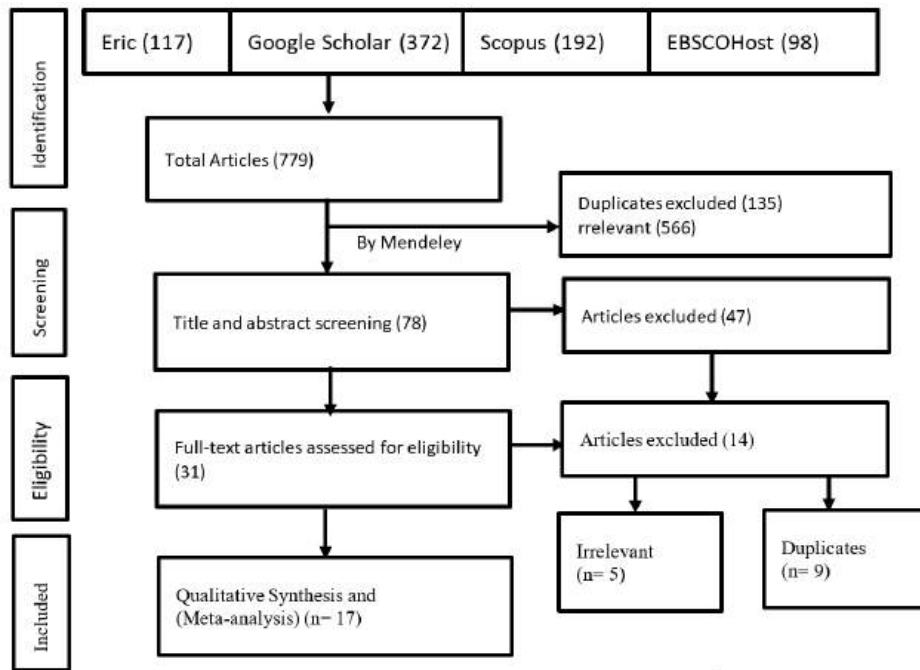 Identification
Eric (117)
Google Scholar (372)
Scopus (192)
EBSCOHost (98)
Total Articles (779)
Duplicates excluded (135)
rrelevant (566)
By Mendeley
Screening
Title and abstract screening (78)
Articles excluded (47)
Eligibility
Full-text articles assessed for eligibility
(31)
Articles excluded (14)
Included
Qualitative Synthesis and
(Meta-analysis) (n= 17)
Irrelevant
(n= 5)
Duplicates
(n= 9)